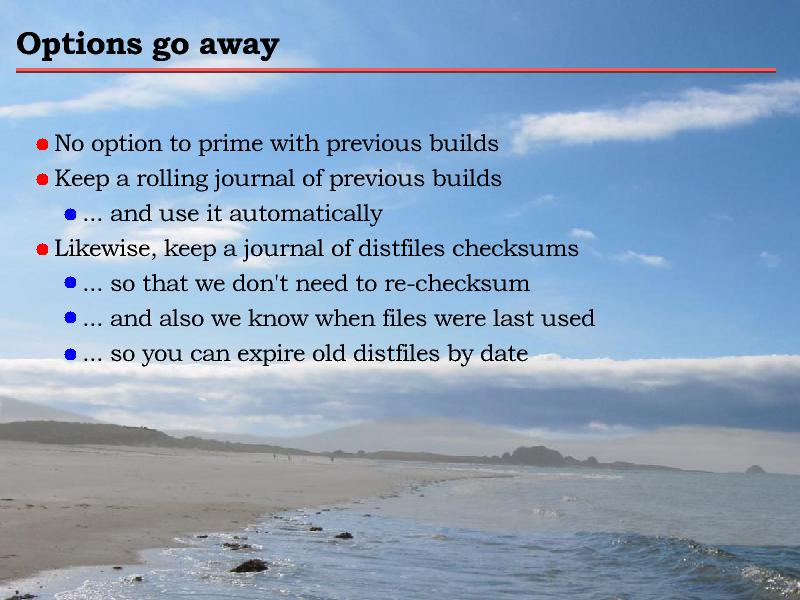 Options go away
No option to prime with previous builds
Keep a rolling journal of previous builds
... and use it automatically
Likewise, keep a journal of distfiles checksums
... so that we don't need to re-checksum
... and also we know when files were last used
... so you can expire old distfiles by date